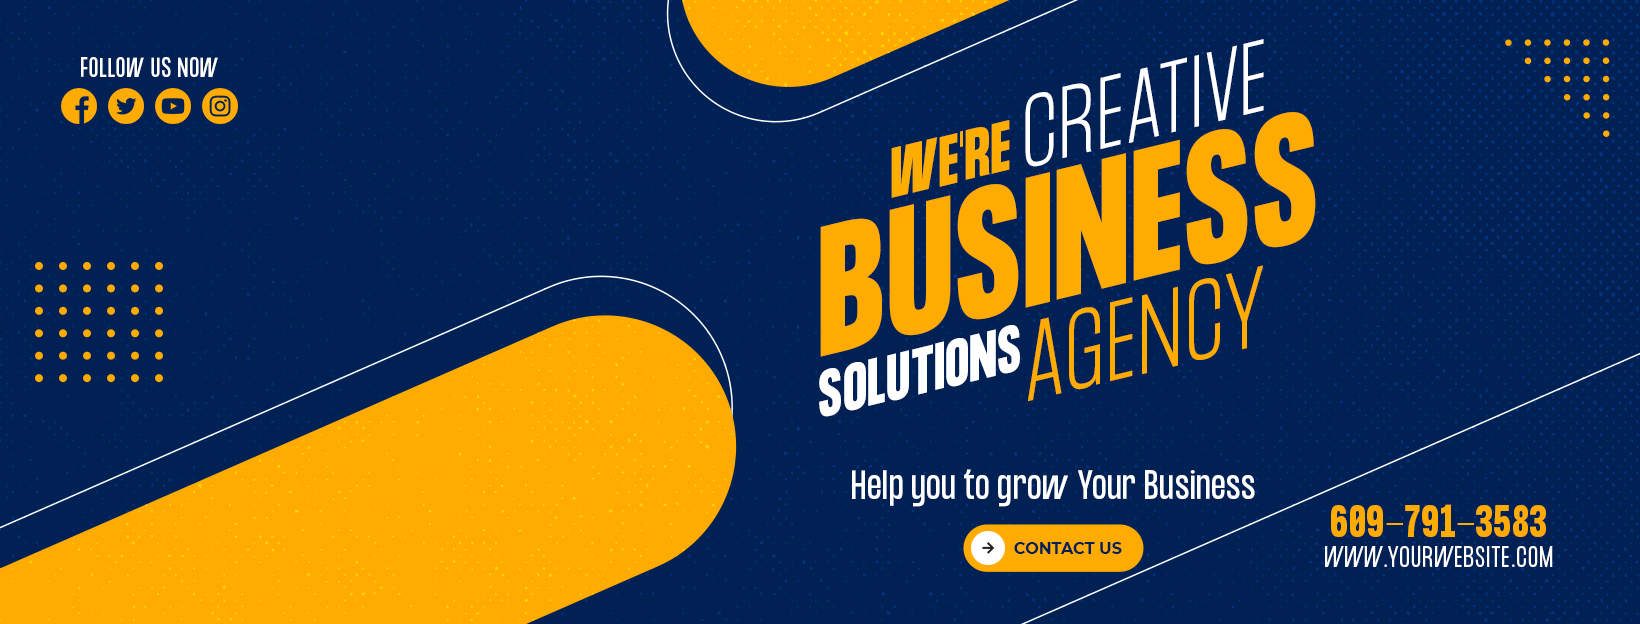 FOLLOW US NOW
WE'RE CREATIVE
BUSINESS
SOLUTIONS AGENCY
Help you to grow Your Business
CONTACT US
609-791-3583
WWW.YOURWEBSITE.COM